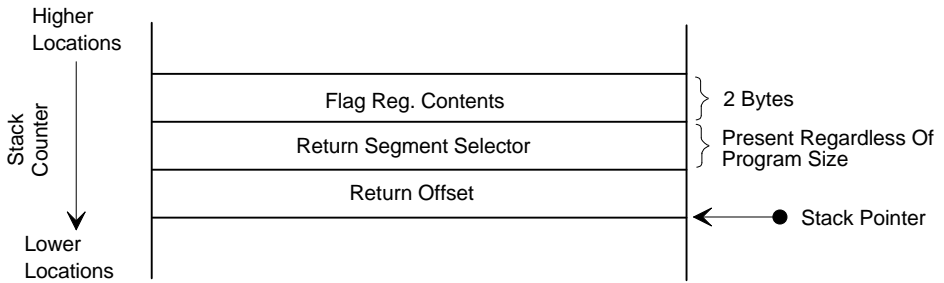 Higher
Locations
Flag Reg. Contents
2 Bytes
Stack
Counter
Return Segment Selector
Present Regardless Of
Program Size
Return Offset
Stack Pointer
Lower
Locations